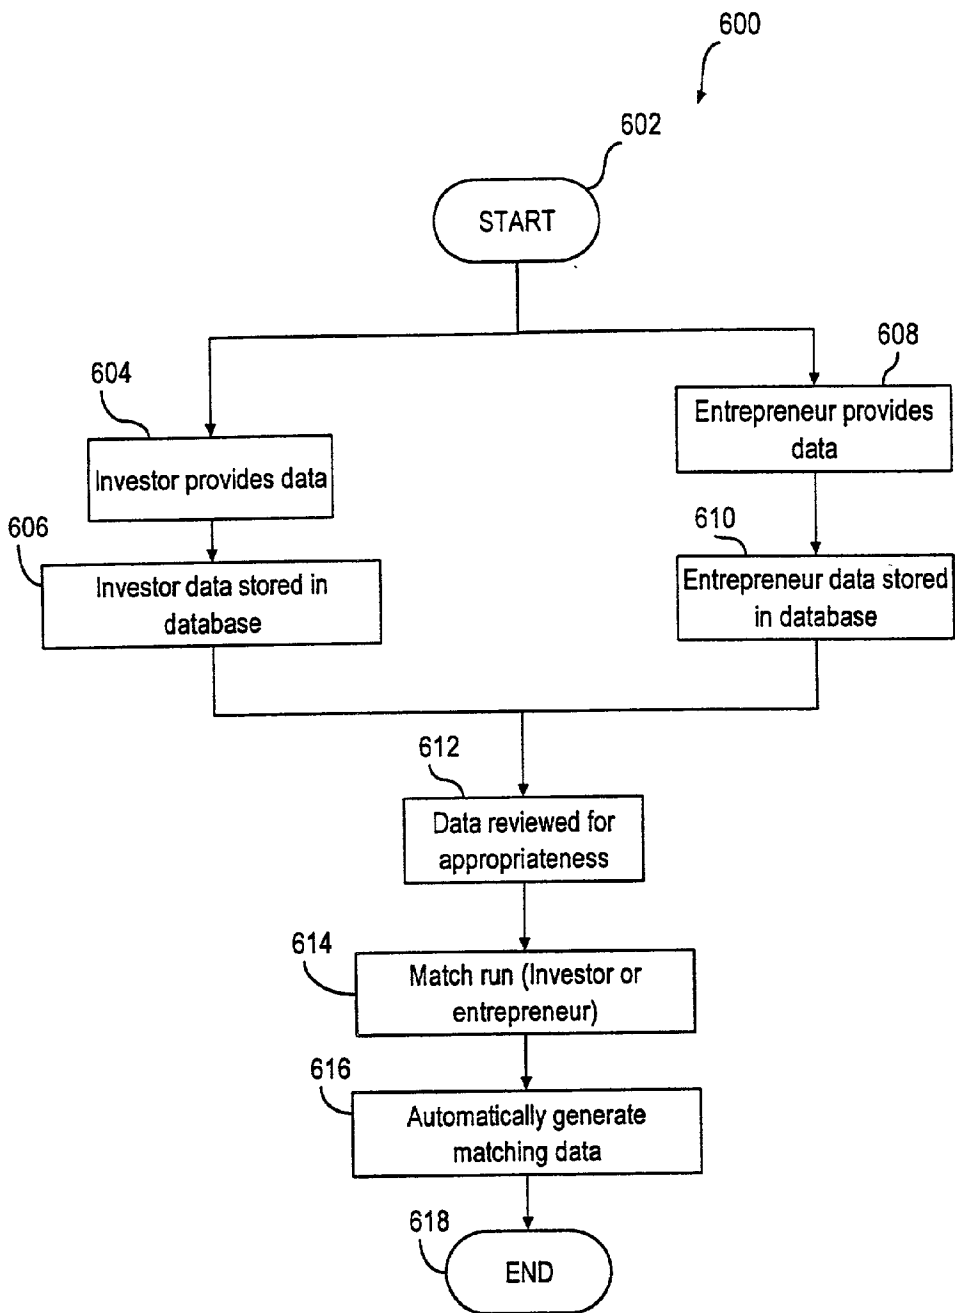 600
602
START
604
Investor provides data
606
Investor data stored in
database
608
Entrepreneur provides
data
610
Entrepreneur data stored
in database
612
Data reviewed for
appropriateness
614
Match run (Investor or
entrepreneur)
616
Automatically generate
matching data
618
END